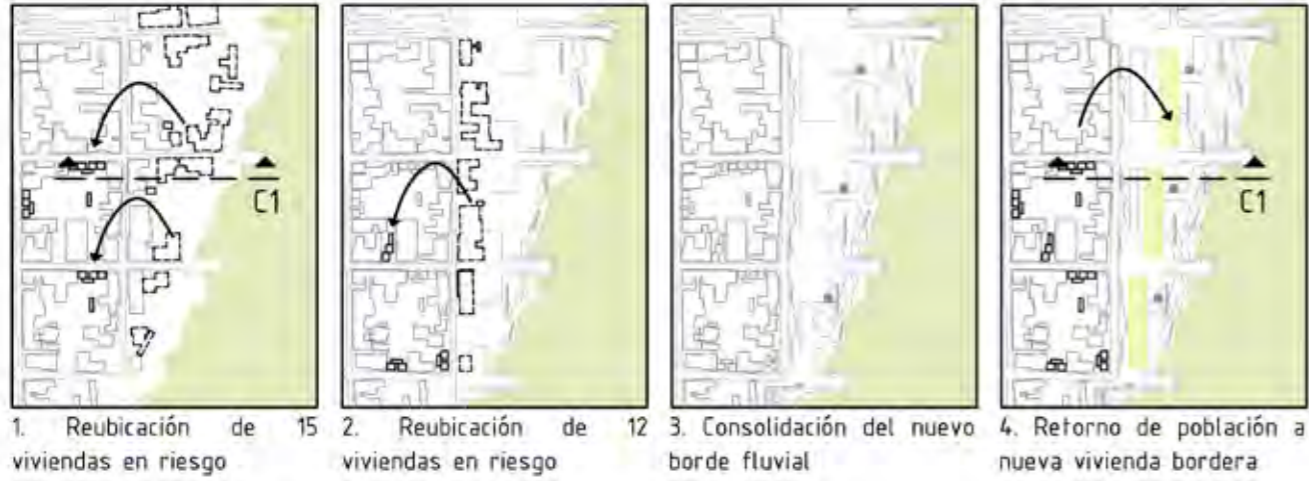 C1
C1
1. Reubicación de 15
viviendas en riesgo
2. Reubicación de 12
viviendas en riesgo
3. Consolidación del nuevo
borde fluvial
4. Retorno de población a
nueva vivienda bordera